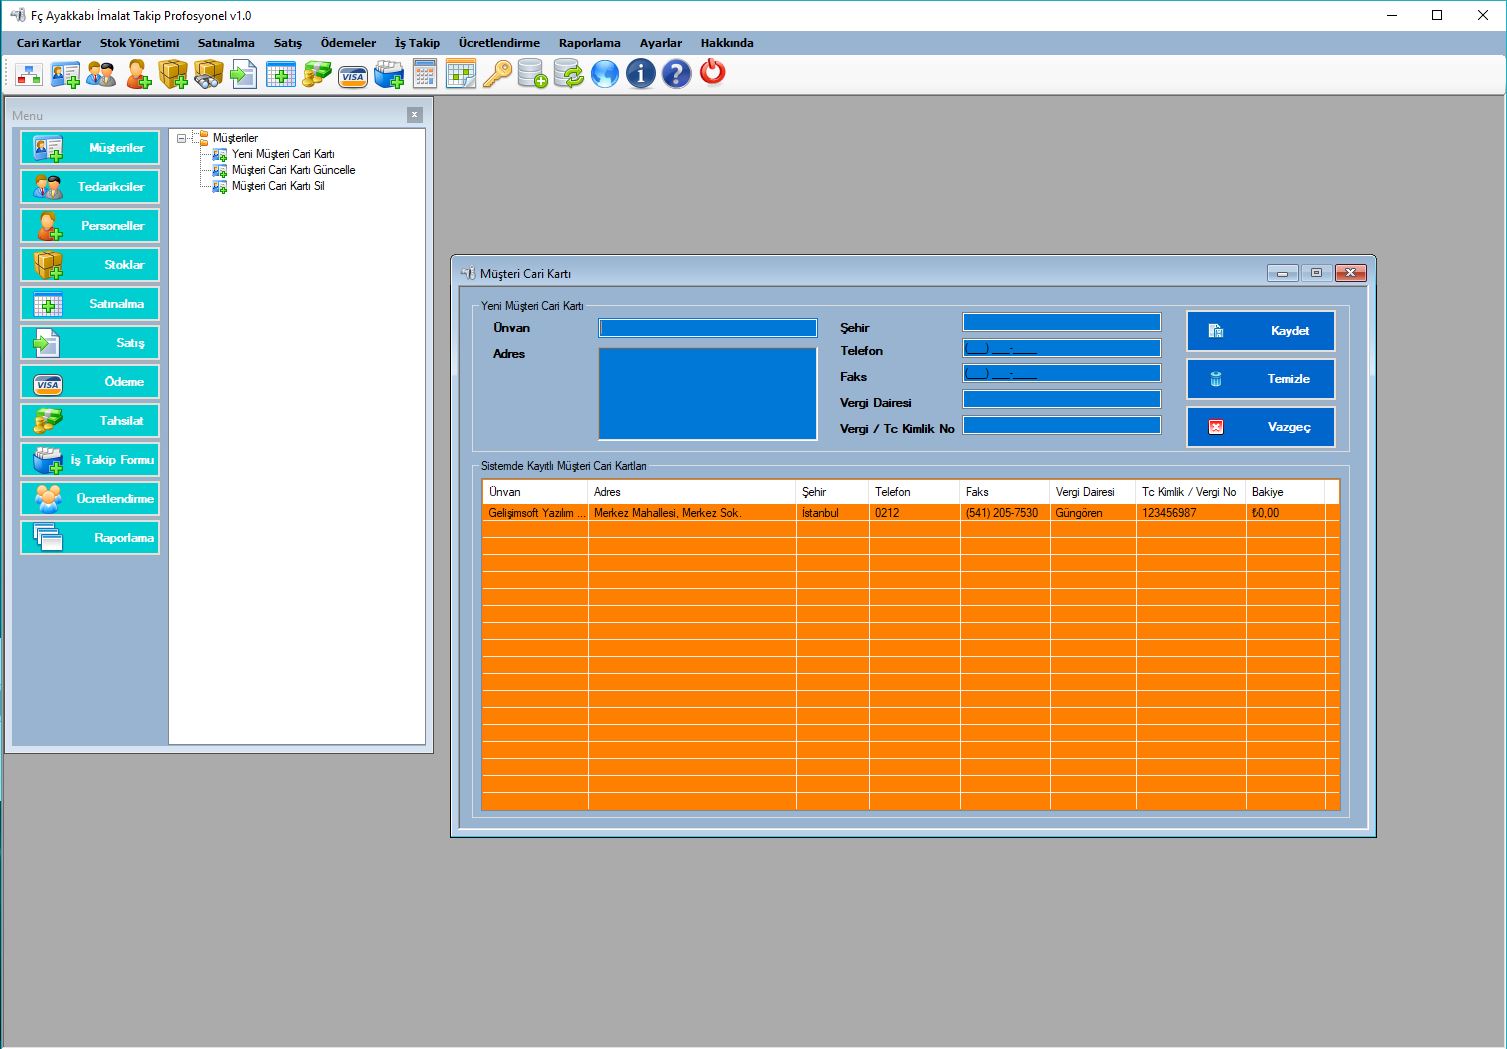 Fç Ayakkabı İmalat Takip Profosyonel v1.0
Cari Kartlar Stok Yönetimi Satınalma Satış Ödemeler İş Takip Ücretlendirme Raporlama Ayarlar Hakkında
VISA
Menu
Müşteriler
Tedarikciler
Personeller
Stoklar
Satınalma
Satış
VISA Ödeme
Tahsilat
İş Takip Formu
Ücretlendirme
Raporlama
Müşteriler
Yeni Müşteri Cari Kartı
Müşteri Cari Kartı Güncelle
Müşteri Cari Kartı Sil
Müşteri Cari Kartı
Yeni Müşteri Cari Kartı
Ünvan
Adres
Şehir
Telefon (___) ___-____
Faks (___) ___-____
Vergi Dairesi
Vergi / Tc Kimlik No
Kaydet
Temizle
Vazgeç
Sistemde Kayıtlı Müşteri Cari Kartları
Ünvan Adres Şehir Telefon Faks Vergi Dairesi Tc Kimlik / Vergi No Bakiye
Gelişimsoft Yazılım ... Merkez Mahallesi, Merkez Sok. İstanbul 0212 (541) 205-7530 Güngören 123456987 ₺0,00